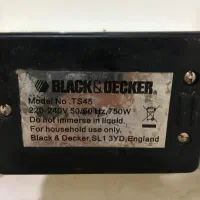 BLACK&DECKER
Model No .TS45
220-240V 50/60Hz,750W
Do not immerse in liqeid.
For household use only.
Black & Decker,SL1 3YD,England